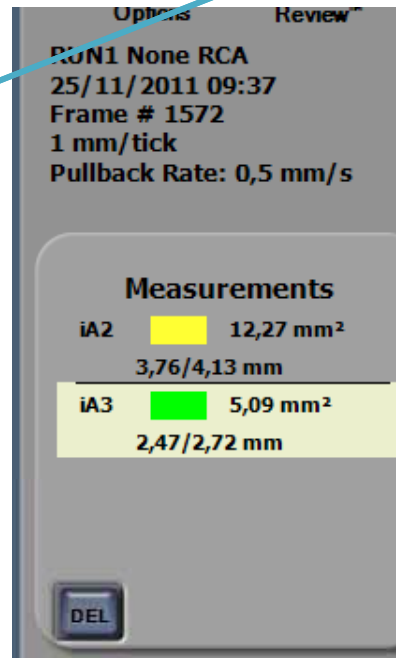 Options Review™
RUN1 None RCA
25/11/2011 09:37
Frame # 1572
1 mm/tick
Pullback Rate: 0,5 mm/s
Measurements
iA2 12,27 mm²
3,76/4,13 mm
iA3 5,09 mm²
2,47/2,72 mm
DEL